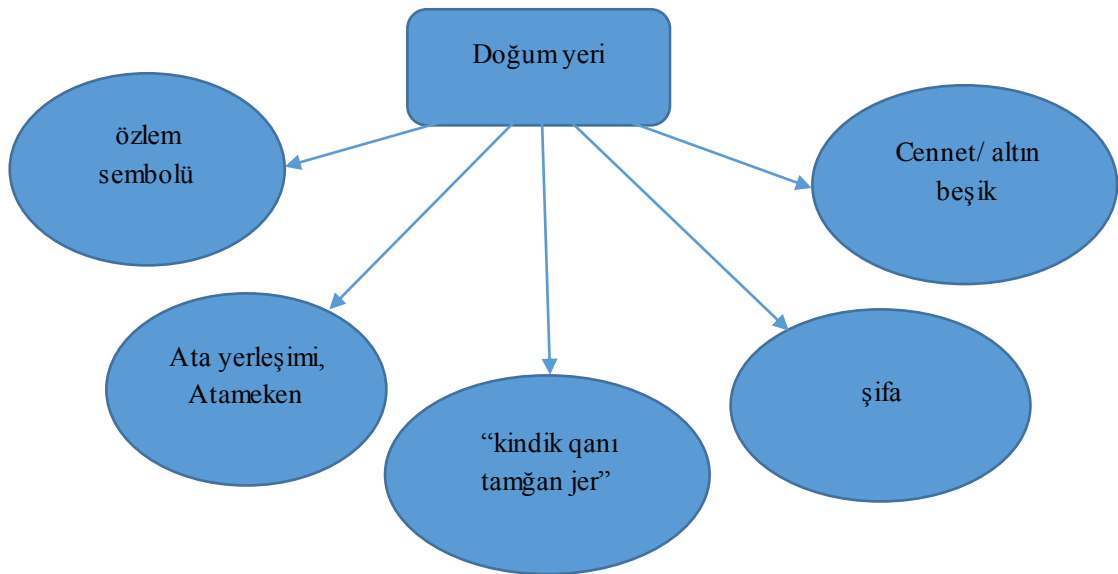 Doğum yeri
özlem
sembolü
Cennet/ altın
beşik
Ata yerleşimi,
Atameken
“kindik qanı
tamğan jer”
şifa